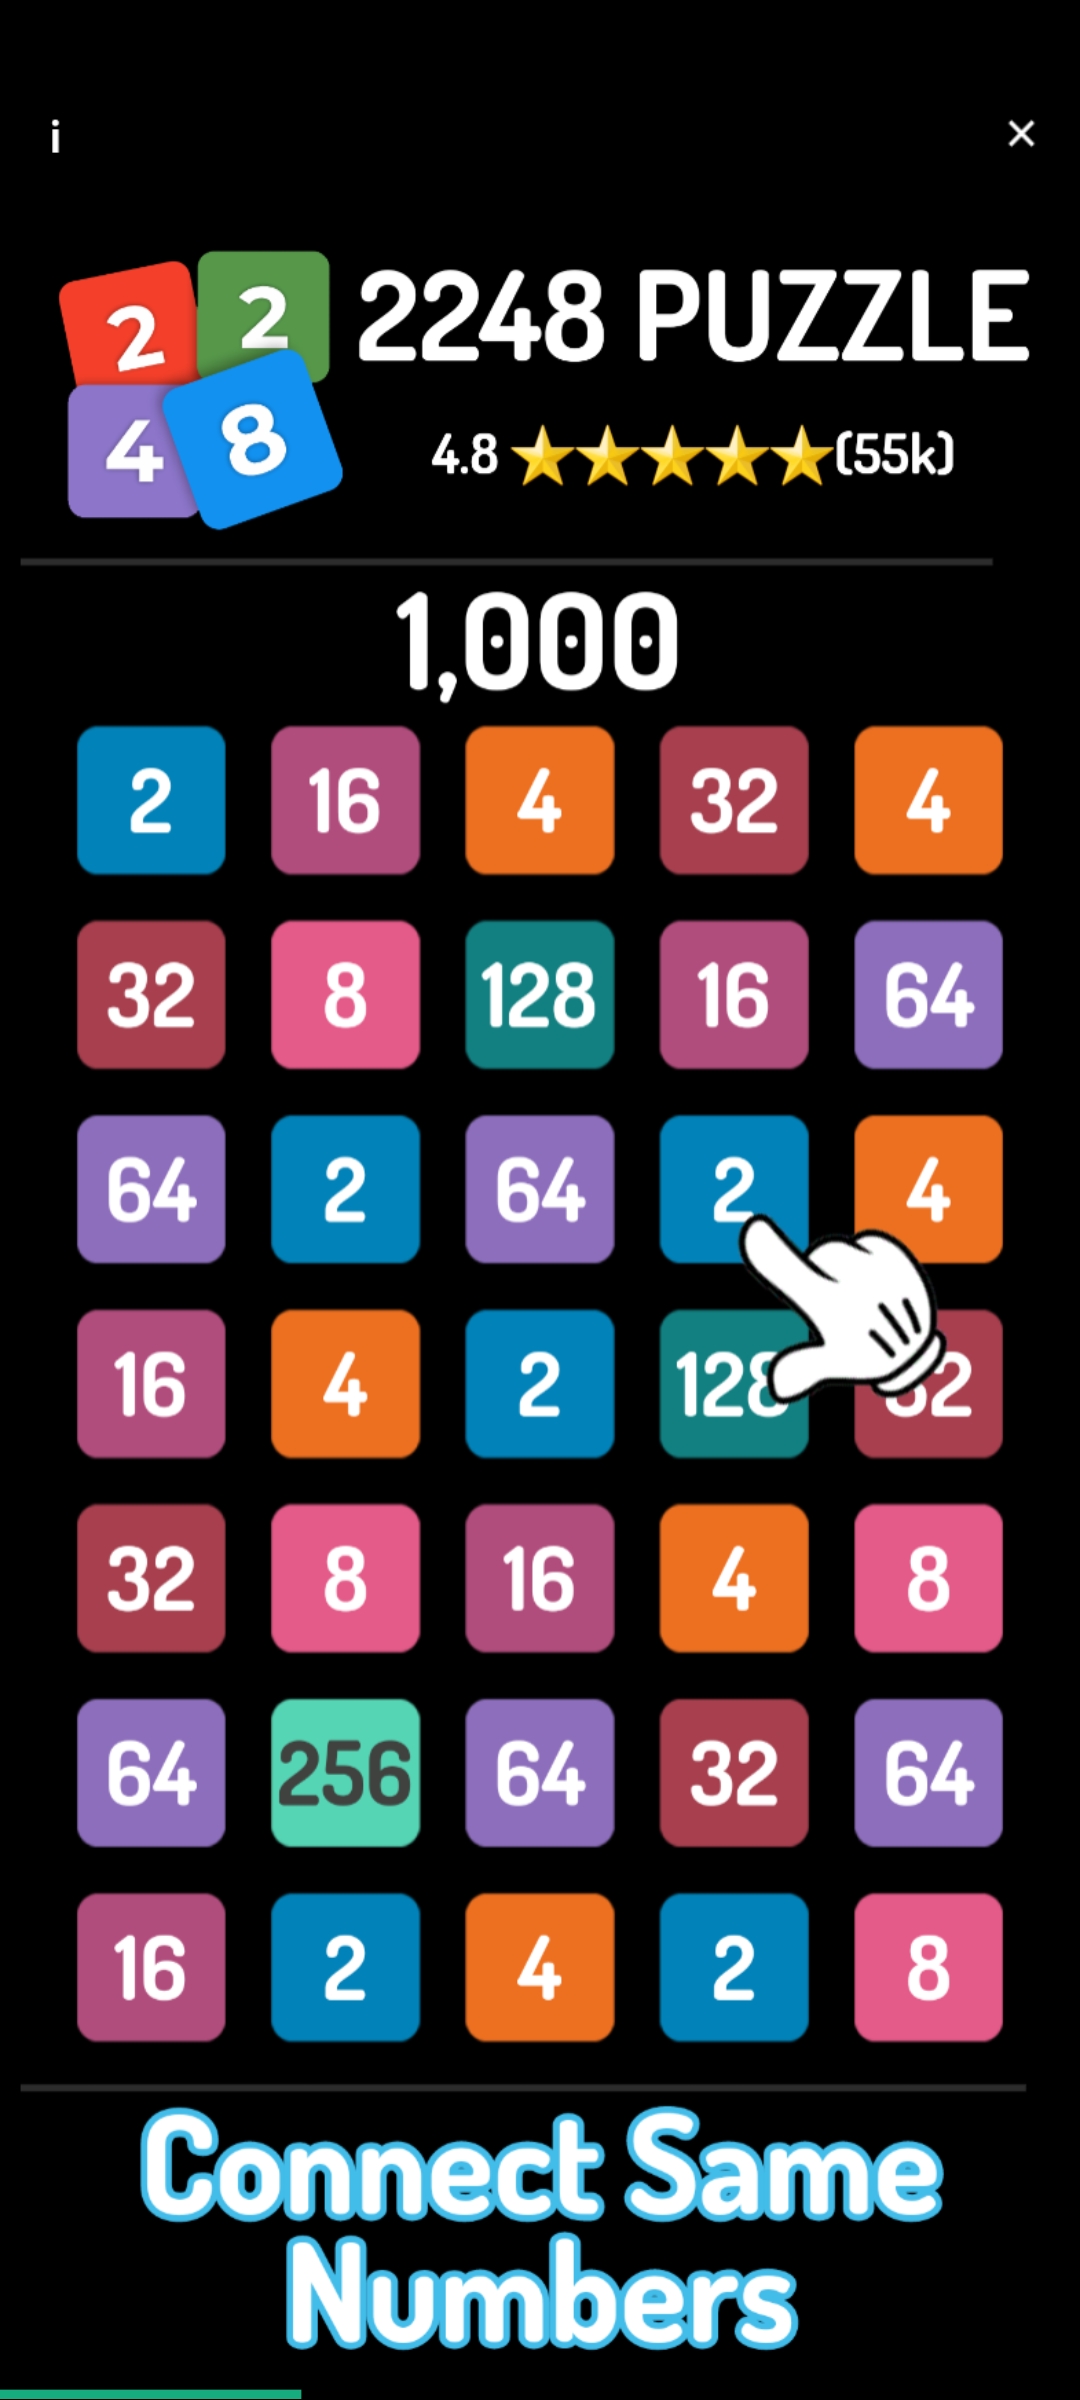 i ×
2 2
4 8
2248 PUZZLE
4.8 ⭐⭐⭐⭐⭐(55k)
1,000
2 16 4 32 4
32 8 128 16 64
64 2 64 2 4
16 4 2 128 32
32 8 16 4 8
64 256 64 32 64
16 2 4 2 8
Connect Same
Numbers